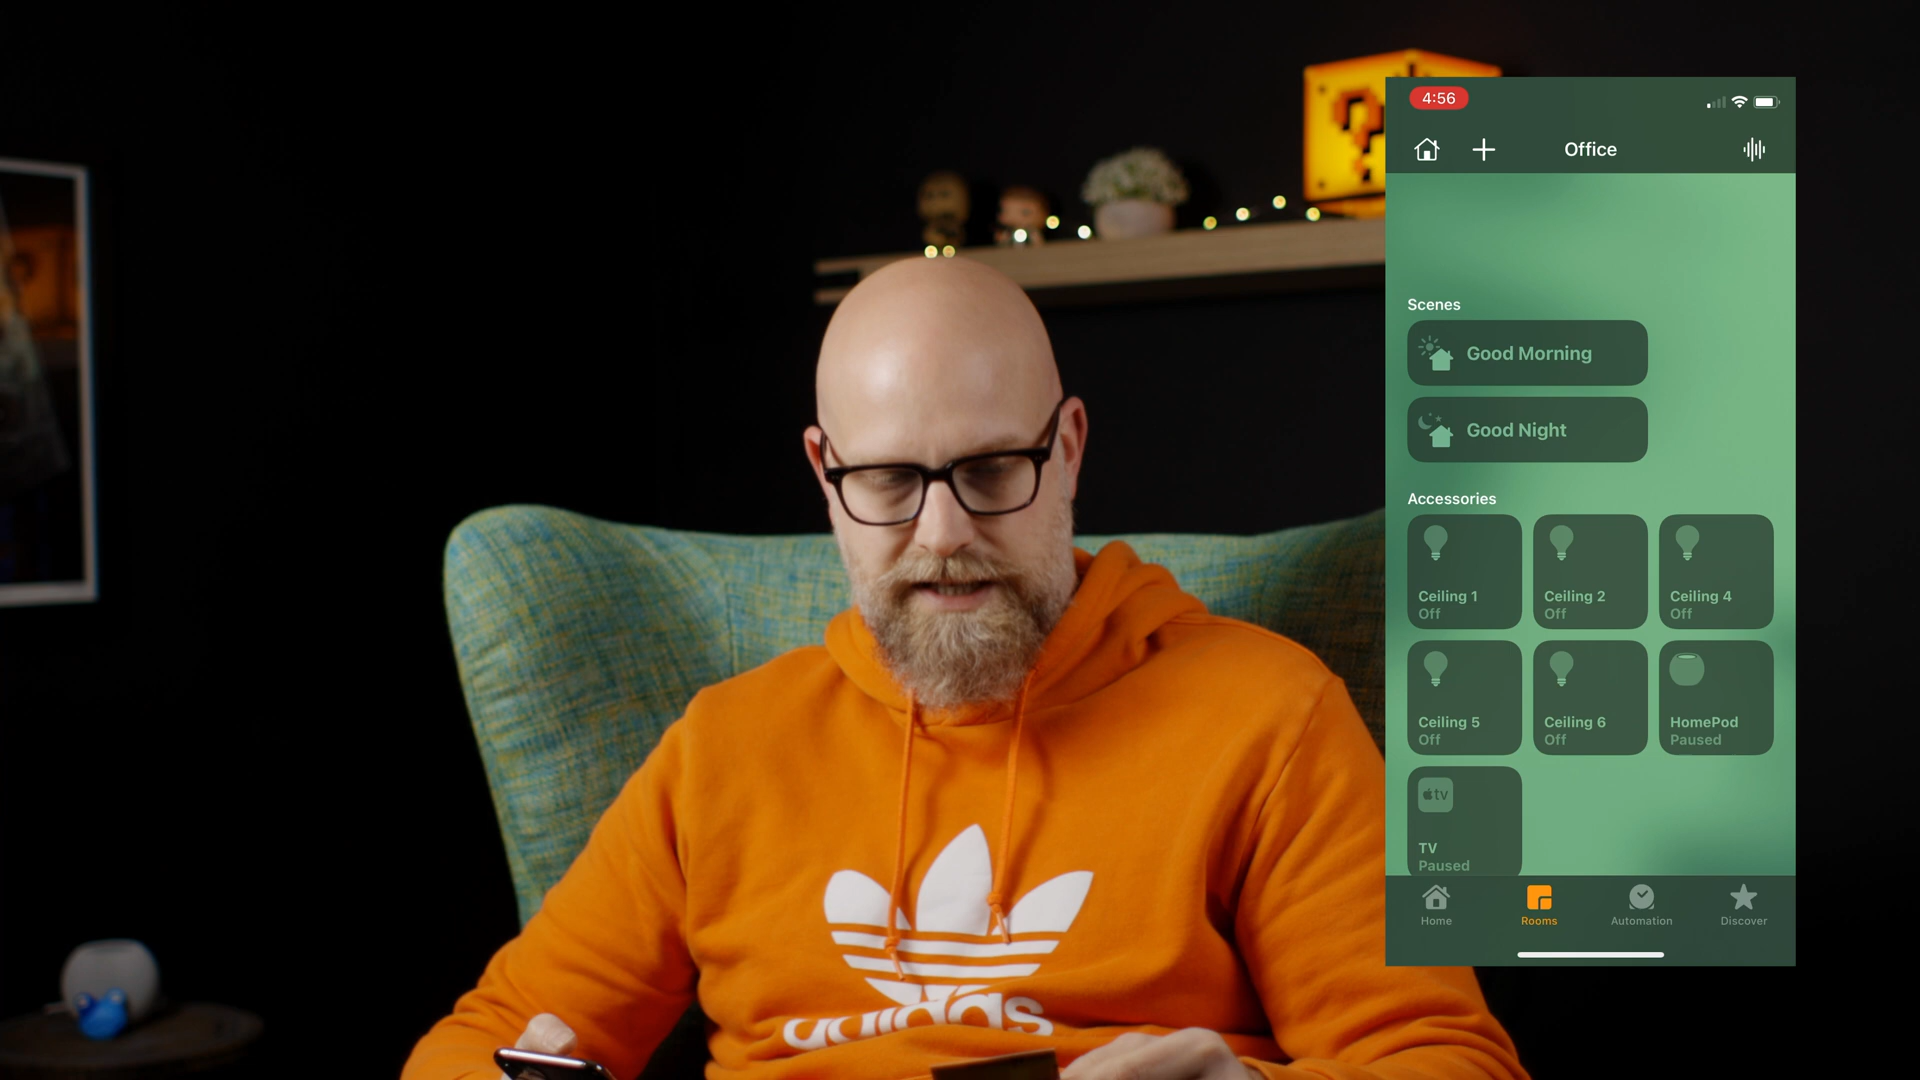 4:56
Office
Scenes
Good Morning
Good Night
Accessories
Ceiling 1
Off
Ceiling 2
Off
Ceiling 4
Off
Ceiling 5
Off
Ceiling 6
Off
HomePod
Paused
tv
TV
Paused
Home
Rooms
Automation
Discover
?
adidas